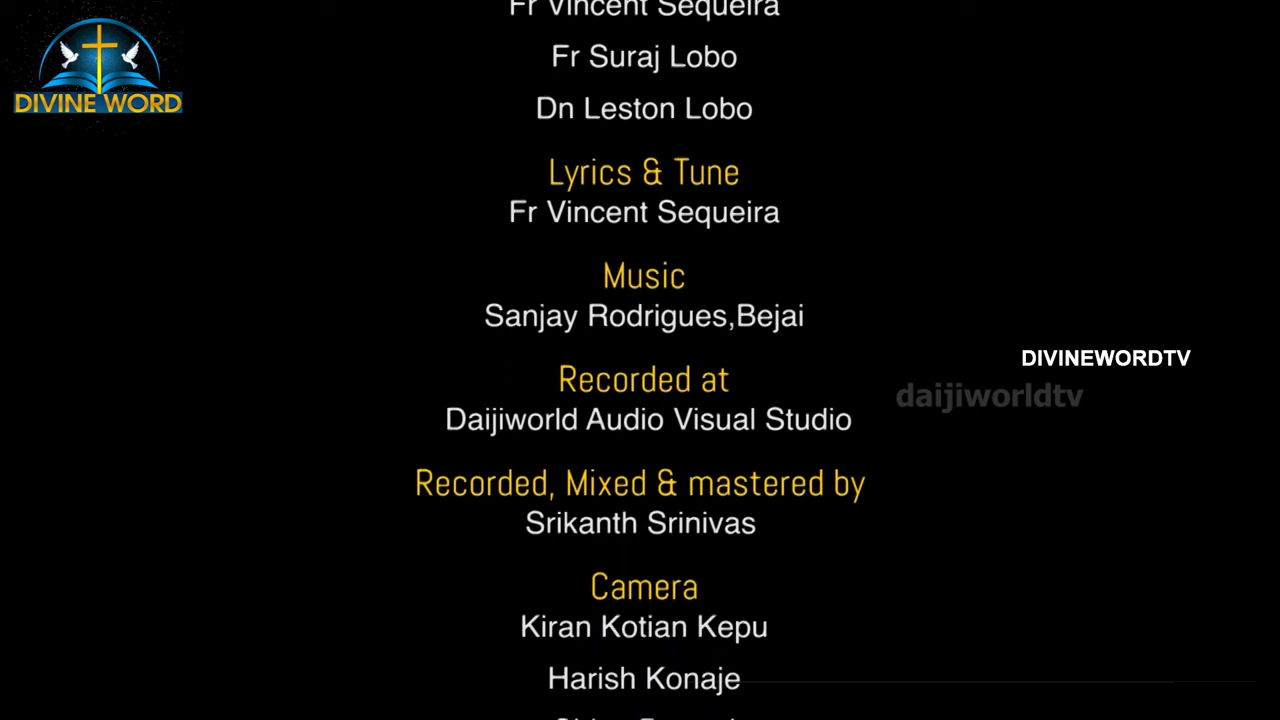 Fr Vincent Sequeira
Fr Suraj Lobo
DIVINE WORD
Dn Leston Lobo
Lyrics & Tune
Fr Vincent Sequeira
Music
Sanjay Rodrigues,Bejai
DIVINEWORDTV
Recorded at
daijiworldtv
Daijiworld Audio Visual Studio
Recorded, Mixed & mastered by
Srikanth Srinivas
Camera
Kiran Kotian Kepu
Harish Konaje